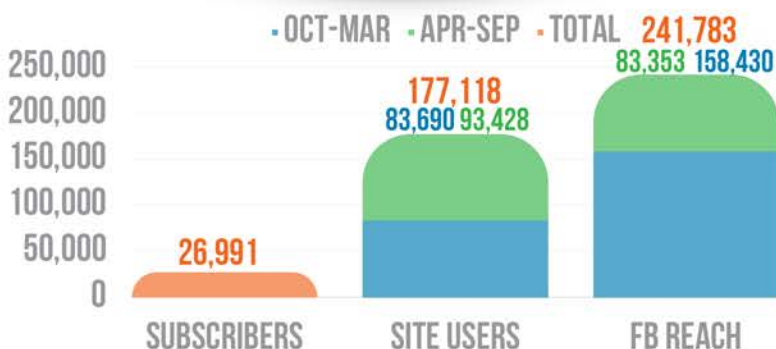 OCT-MAR APR-SEP TOTAL 241,783
250,000 83,353 158,430
200,000 177,118
83,690 93,428
150,000
100,000
50,000 26,991
0
SUBSCRIBERS SITE USERS FB REACH